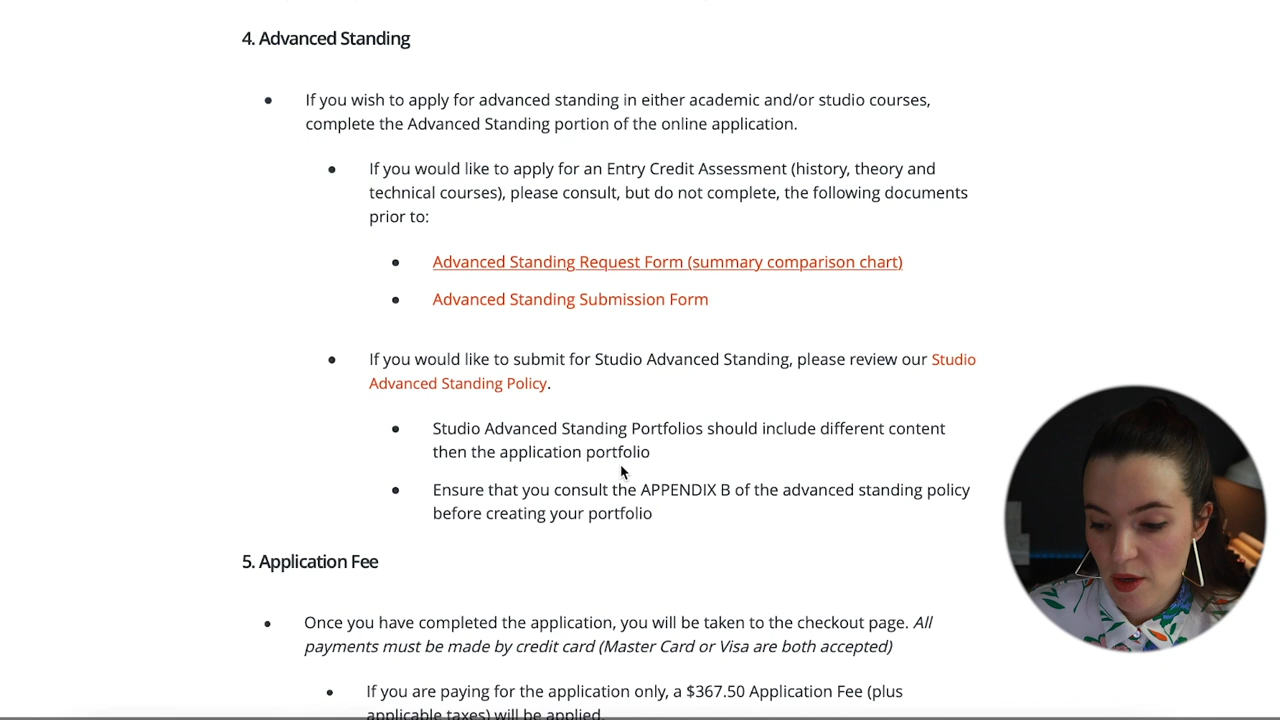 4. Advanced Standing
If you wish to apply for advanced standing in either academic and/or studio courses,
complete the Advanced Standing portion of the online application.
If you would like to apply for an Entry Credit Assessment (history, theory and
technical courses), please consult, but do not complete, the following documents
prior to:
Advanced Standing Request Form (summary comparison chart)
Advanced Standing Submission Form
If you would like to submit for Studio Advanced Standing, please review our Studio
Advanced Standing Policy.
Studio Advanced Standing Portfolios should include different content
then the application portfolio
Ensure that you consult the APPENDIX B of the advanced standing policy
before creating your portfolio
5. Application Fee
Once you have completed the application, you will be taken to the checkout page. All
payments must be made by credit card (Master Card or Visa are both accepted)
If you are paying for the application only, a $367.50 Application Fee (plus
applicable taxes) will be applied.